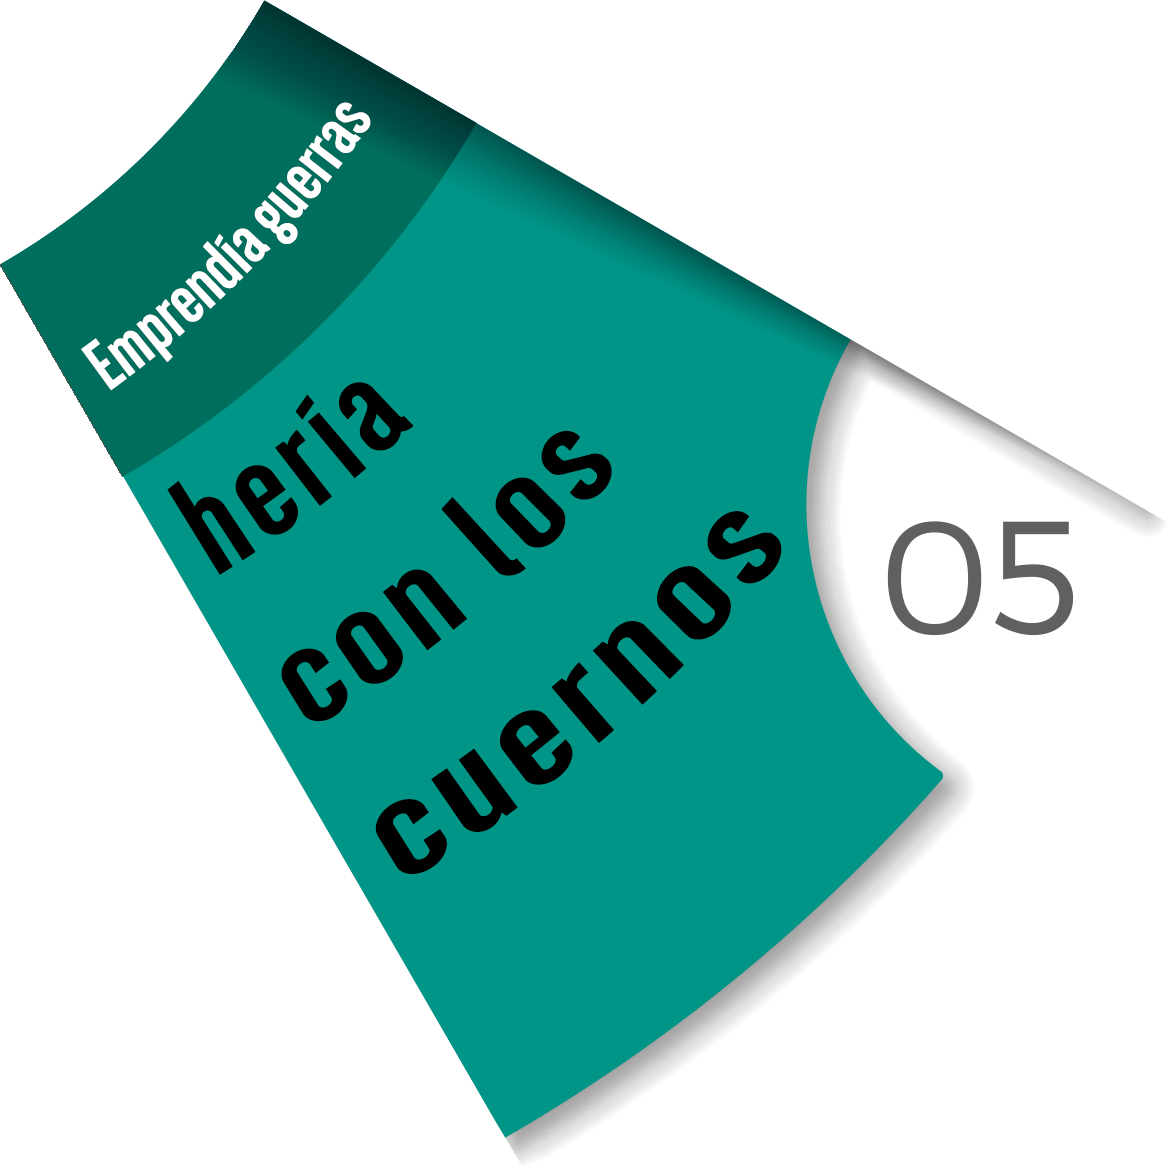 Emprendía guerras
hería
con los
cuernos
05